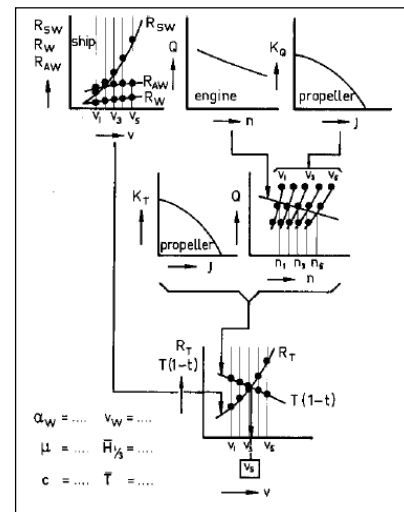 R_SW
R_W
R_AW
ship
R_SW
R_AW
R_W
v_1 v_3 v_5
v
Q
engine
n
K_Q
propeller
J
K_T
propeller
J
Q
v_1 v_3 v_5
n_1 n_3 n_5
n
R_T
T(1-t)
R_T
T(1-t)
v_1 v_3 v_5
v_s
v
α_W = .... v_W = ....
μ = .... H̅_1/3 = ....
c = .... T̅ = ....